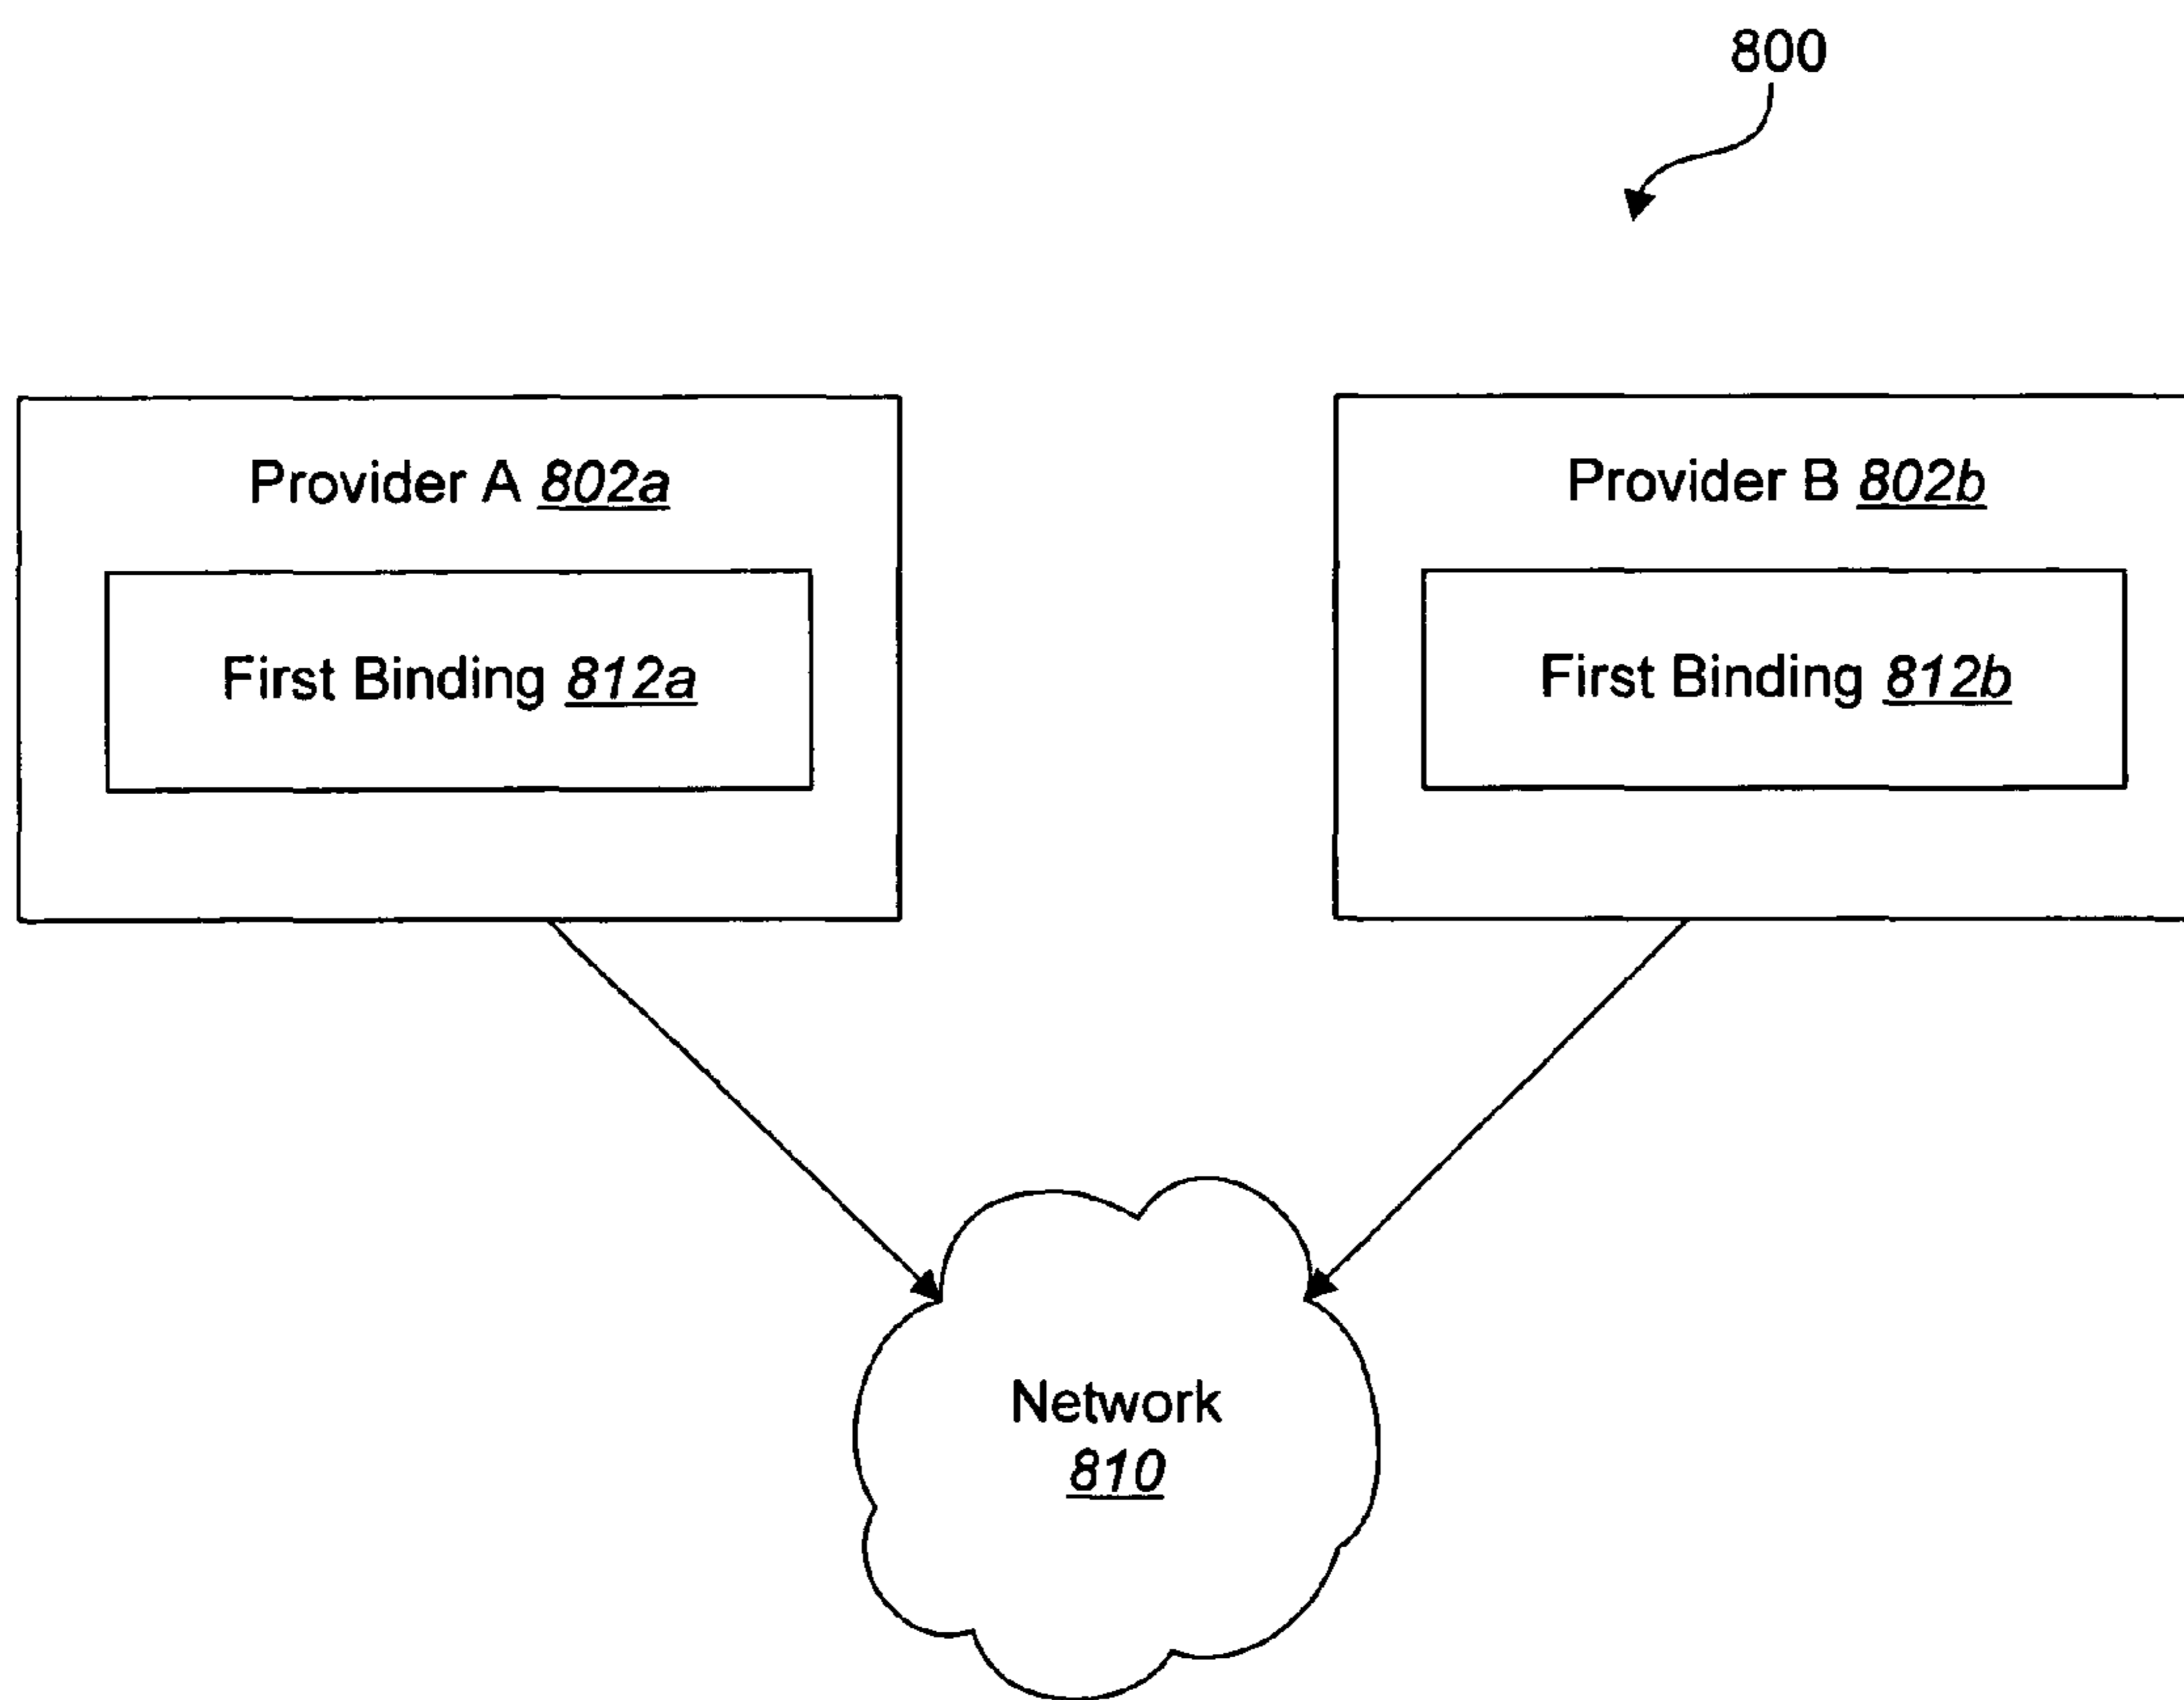 800
Provider A 802a
Provider B 802b
First Binding 812a
First Binding 812b
Network
810